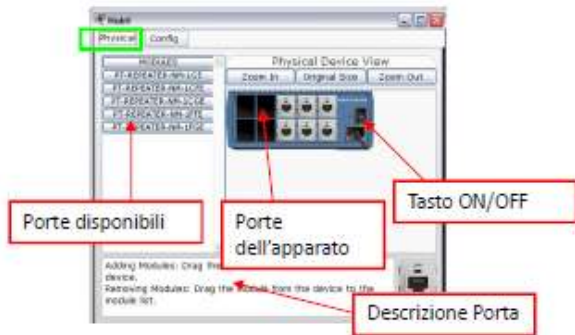 Hub0
Physical Config
MODULES
PT-REPEATER-NM-1CE
PT-REPEATER-NM-1CFE
PT-REPEATER-NM-1CGE
PT-REPEATER-NM-1FFE
PT-REPEATER-NM-1FGE
Physical Device View
Zoom In Original Size Zoom Out
Tasto ON/OFF
Porte disponibili
Porte
dell'apparato
Adding Modules: Drag the
device.
Removing Modules: Drag the module from the device to the
module list.
Descrizione Porta